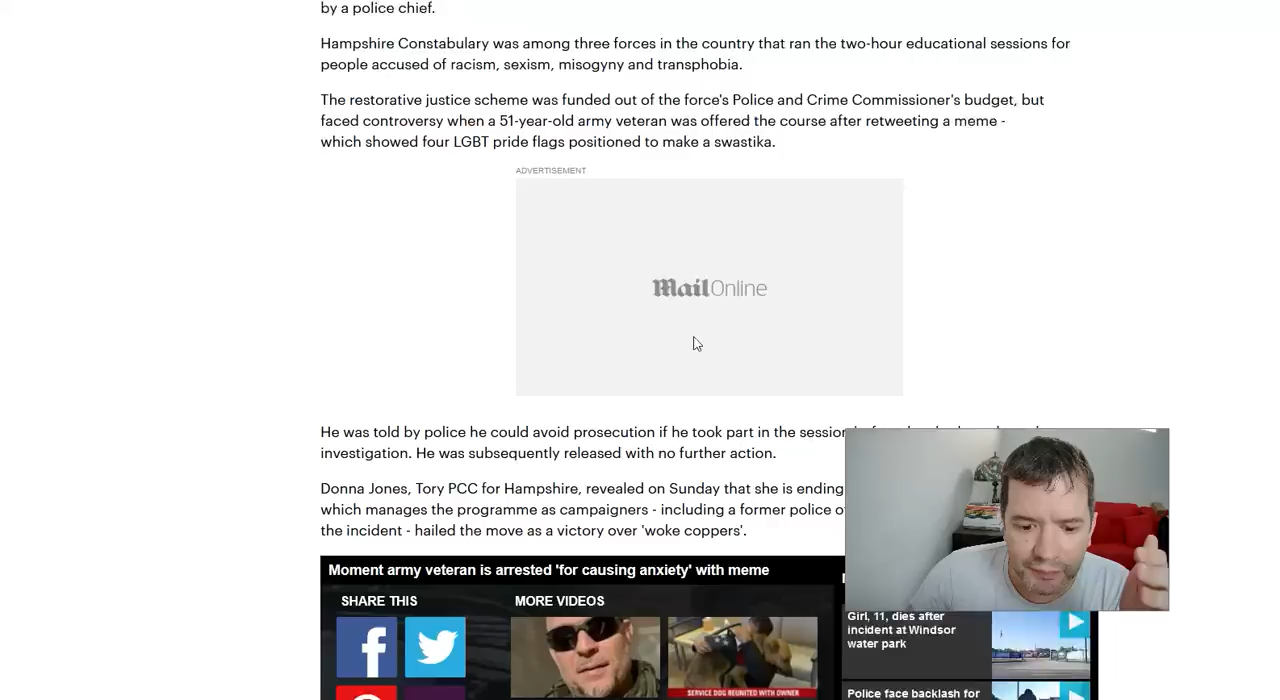 by a police chief.
Hampshire Constabulary was among three forces in the country that ran the two-hour educational sessions for
people accused of racism, sexism, misogyny and transphobia.
The restorative justice scheme was funded out of the force's Police and Crime Commissioner's budget, but
faced controversy when a 51-year-old army veteran was offered the course after retweeting a meme -
which showed four LGBT pride flags positioned to make a swastika.
ADVERTISEMENT
MailOnline
He was told by police he could avoid prosecution if he took part in the session
investigation. He was subsequently released with no further action.
Donna Jones, Tory PCC for Hampshire, revealed on Sunday that she is ending
which manages the programme as campaigners - including a former police
the incident - hailed the move as a victory over 'woke coppers'.
Moment army veteran is arrested 'for causing anxiety' with meme
SHARE THIS
MORE VIDEOS
SERVICE DOG REUNITED WITH OWNER
Girl, 11, dies after
incident at Windsor
water park
Police face backlash for